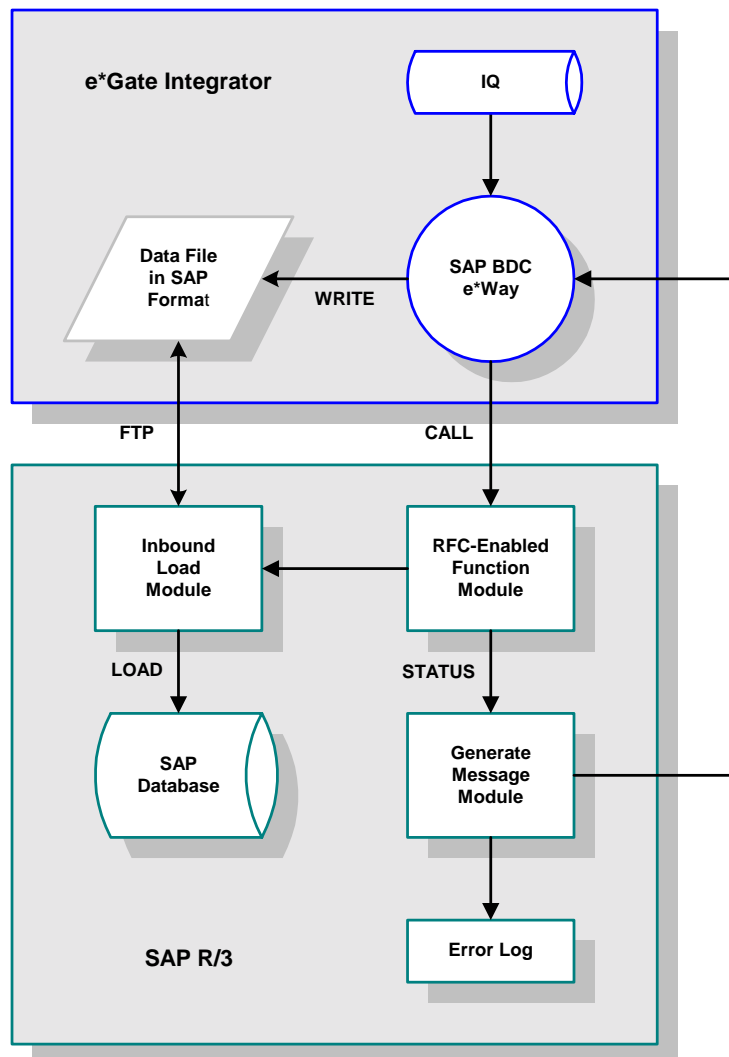 e*Gate Integrator
IQ
Data File
in SAP
Format
SAP BDC
e*Way
WRITE
FTP
CALL
Inbound
Load
Module
RFC-Enabled
Function
Module
LOAD
STATUS
SAP
Database
Generate
Message
Module
Error Log
SAP R/3